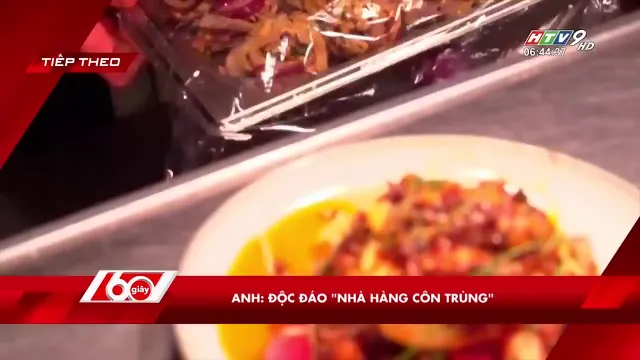 TIẾP THEO
HTV9 HD
06:44:37
60 giây
ANH: ĐỘC ĐÁO "NHÀ HÀNG CÔN TRÙNG"